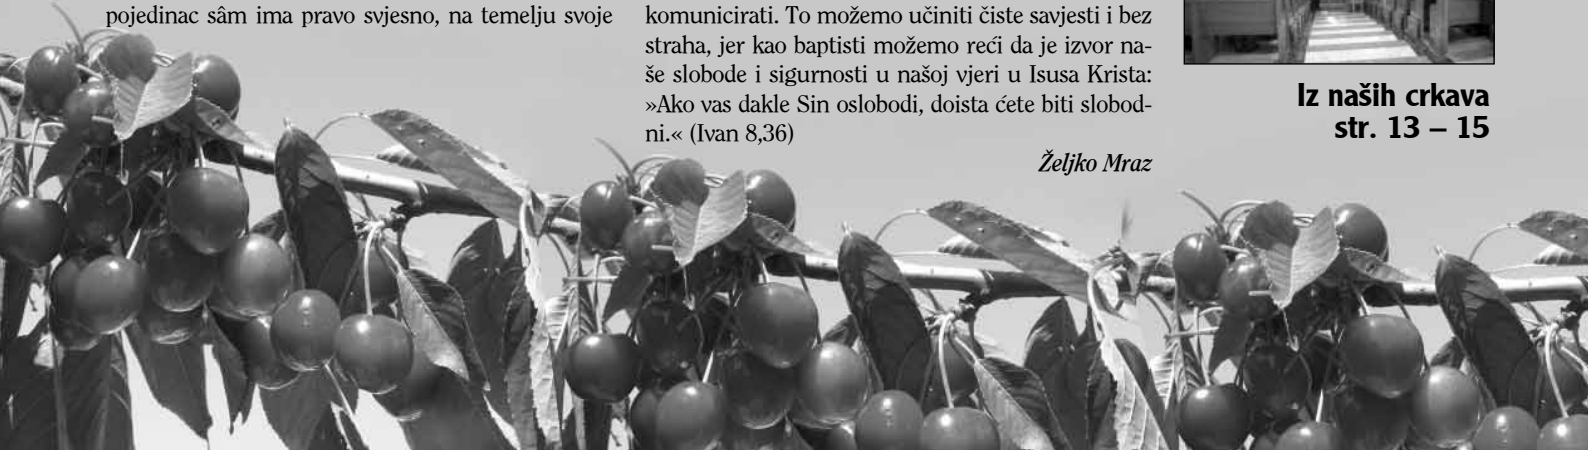 pojedinac sâm ima pravo svjesno, na temelju svoje
komunicirati. To možemo učiniti čiste savjesti i bez
straha, jer kao baptisti možemo reći da je izvor na-
še slobode i sigurnosti u našoj vjeri u Isusa Krista:
»Ako vas dakle Sin oslobodi, doista ćete biti slobod-
ni.« (Ivan 8,36)
Željko Mraz
Iz naših crkava
str. 13 – 15